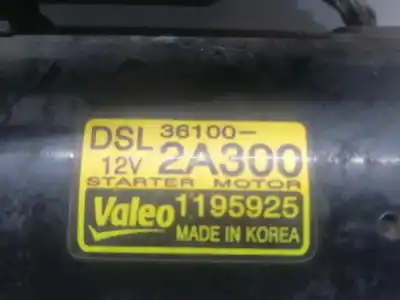 DSL 36100-
12V 2A300
STARTER MOTOR
Valeo 1195925
MADE IN KOREA